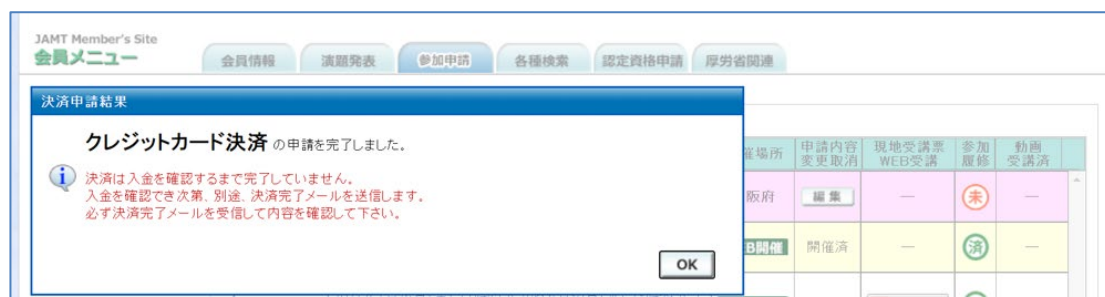 JAMT Member's Site
会員メニュー
会員情報 演題発表 参加申請 各種検索 認定資格申請 厚労省関連
決済申請結果
クレジットカード決済 の申請を完了しました。
決済は入金を確認するまで完了していません。
入金を確認でき次第、別途、決済完了メールを送信します。
必ず決済完了メールを受信して内容を確認して下さい。
OK
催場所 申請内容 変更取消 現地受講票 WEB受講 参加 履修 動画 受講済
阪府 編集 — 未 —
B開催 開催済 — 済 —